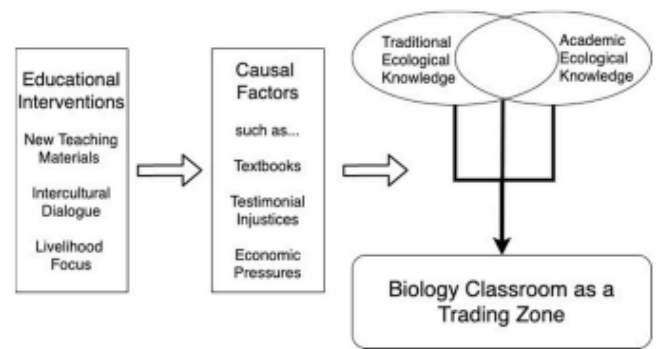 Educational
Interventions
New Teaching
Materials
Intercultural
Dialogue
Livelihood
Focus
Causal
Factors
such as...
Textbooks
Testimonial
Injustices
Economic
Pressures
Traditional
Ecological
Knowledge
Academic
Ecological
Knowledge
Biology Classroom as a
Trading Zone